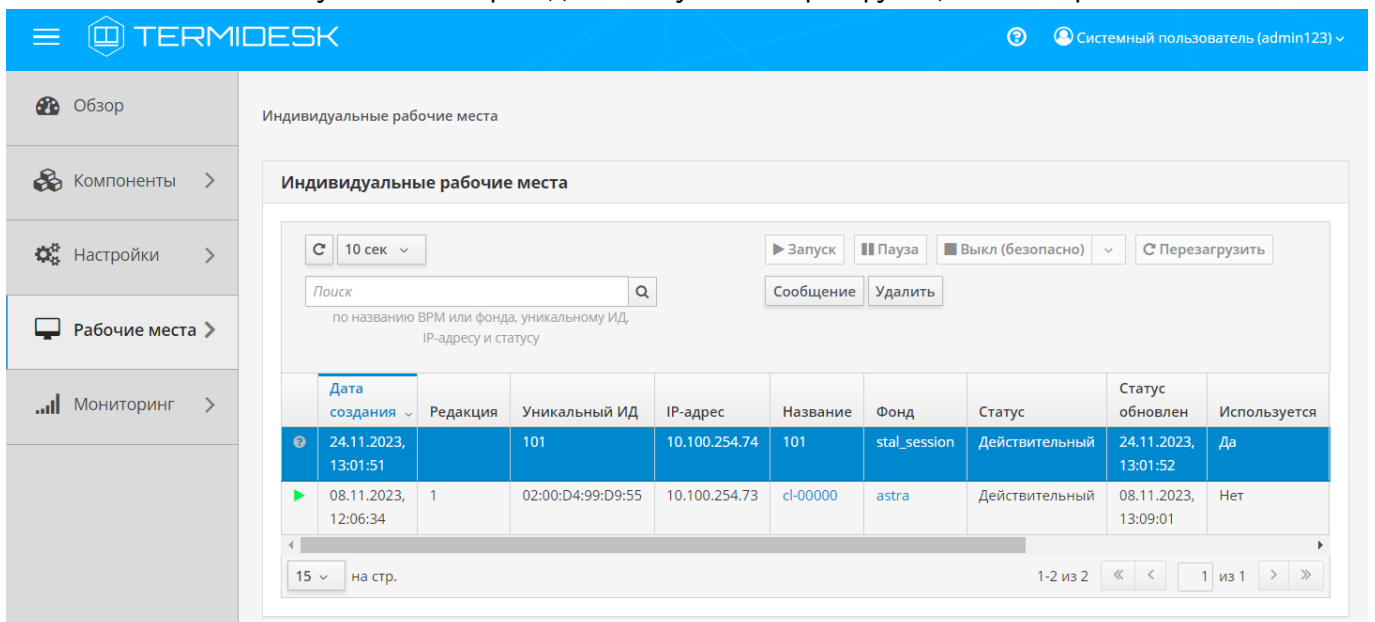 TERMIDESK
Системный пользователь (admin123)
Обзор
Компоненты
Настройки
Рабочие места
Мониторинг
Индивидуальные рабочие места
Индивидуальные рабочие места
10 сек
Запуск Пауза Выкл (безопасно) Перезагрузить
Поиск
Сообщение Удалить
по названию ВРМ или фонда, уникальному ИД,
IP-адресу и статусу
Дата создания Редакция Уникальный ИД IP-адрес Название Фонд Статус Статус обновлен Используется
24.11.2023, 13:01:51 101 10.100.254.74 101 stal_session Действительный 24.11.2023, 13:01:52 Да
08.11.2023, 12:06:34 1 02:00:D4:99:D9:55 10.100.254.73 cl-00000 astra Действительный 08.11.2023, 13:09:01 Нет
15 на стр.
1-2 из 2 1 из 1